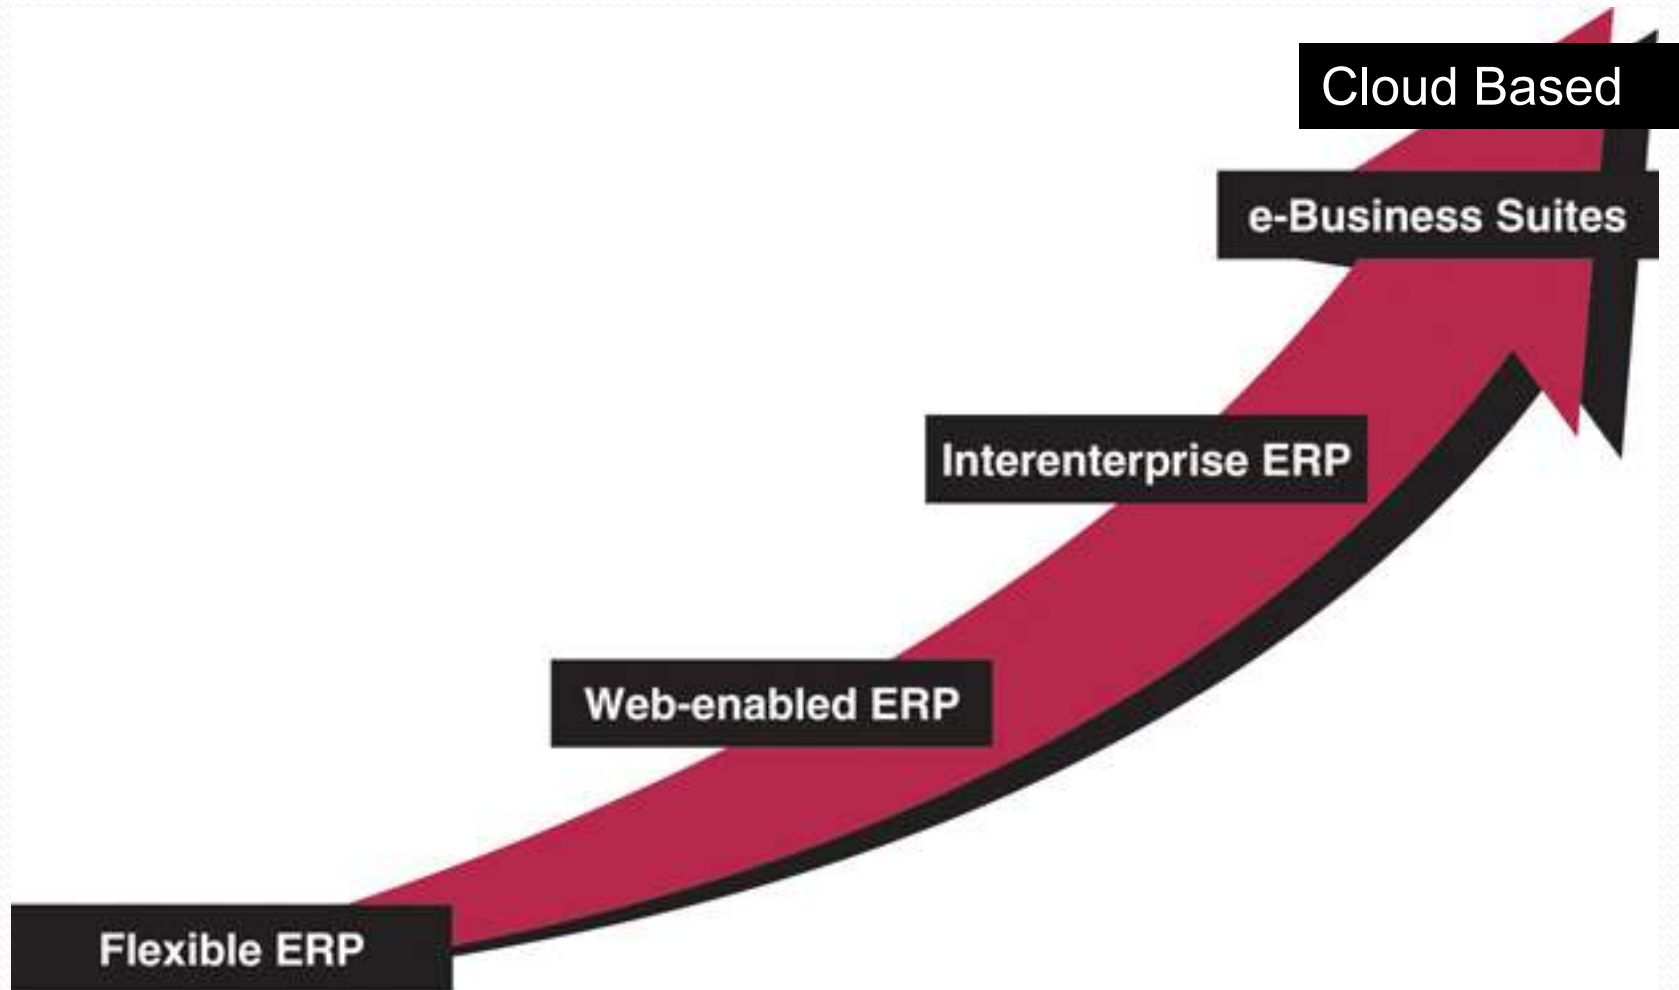 Cloud Based
e-Business Suites
Interenterprise ERP
Web-enabled ERP
Flexible ERP